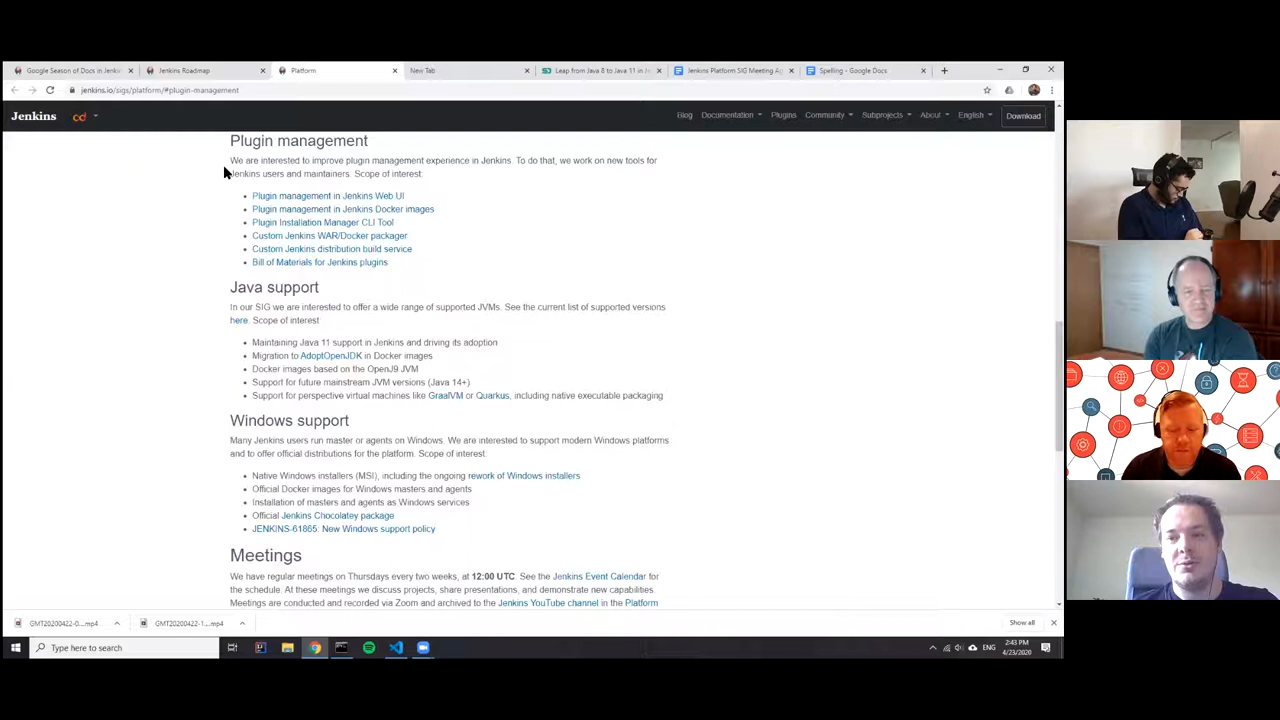 Google Season of Docs in Jenkin
Jenkins Roadmap
Platform
New Tab
Leap from Java 8 to Java 11 in Je
Jenkins Platform SIG Meeting Ag
Spelling - Google Docs
jenkins.io/sigs/platform/#plugin-management
Jenkins
cd
Blog
Documentation
Plugins
Community
Subprojects
About
English
Download
Plugin management
We are interested to improve plugin management experience in Jenkins. To do that, we work on new tools for
Jenkins users and maintainers. Scope of interest:
Plugin management in Jenkins Web UI
Plugin management in Jenkins Docker images
Plugin Installation Manager CLI Tool
Custom Jenkins WAR/Docker packager
Custom Jenkins distribution build service
Bill of Materials for Jenkins plugins
Java support
In our SIG we are interested to offer a wide range of supported JVMs. See the current list of supported versions
here. Scope of interest
Maintaining Java 11 support in Jenkins and driving its adoption
Migration to AdoptOpenJDK in Docker images
Docker images based on the OpenJ9 JVM
Support for future mainstream JVM versions (Java 14+)
Support for perspective virtual machines like GraalVM or Quarkus, including native executable packaging
Windows support
Many Jenkins users run master or agents on Windows. We are interested to support modern Windows platforms
and to offer official distributions for the platform. Scope of interest:
Native Windows installers (MSI), including the ongoing rework of Windows installers
Official Docker images for Windows masters and agents
Installation of masters and agents as Windows services
Official Jenkins Chocolatey package
JENKINS-61865: New Windows support policy
Meetings
We have regular meetings on Thursdays every two weeks, at 12:00 UTC. See the Jenkins Event Calendar for
the schedule. At these meetings we discuss projects, share presentations, and demonstrate new capabilities.
Meetings are conducted and recorded via Zoom and archived to the Jenkins YouTube channel in the Platform
GMT20200422-0....mp4
GMT20200422-1....mp4
Show all
Type here to search
ENG
2:43 PM
4/23/2020